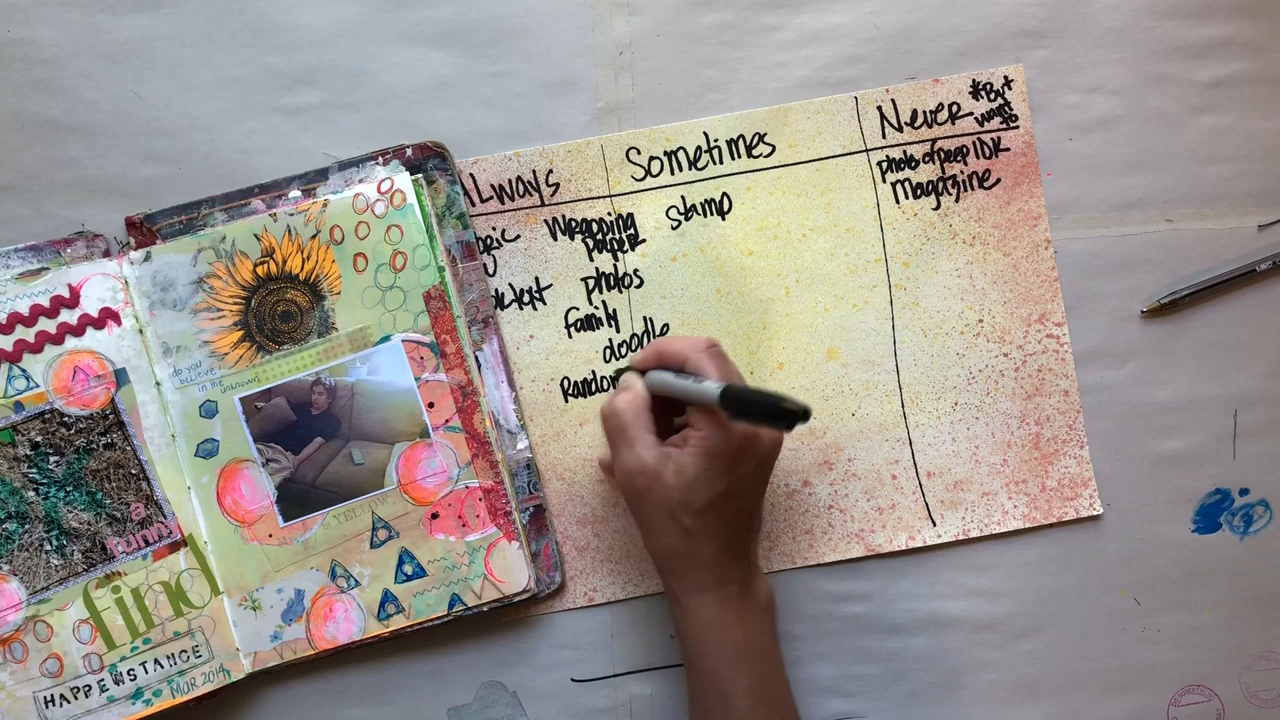 ALways
Sometimes
Never
*But
want
to
Wrapping
paper
Stamp
photo of peep IDK
Magazine
photos
family
doodle
Random
do you
believe
in the unknown
a
funny
find
HAPPENSTANCE
Mar 2014